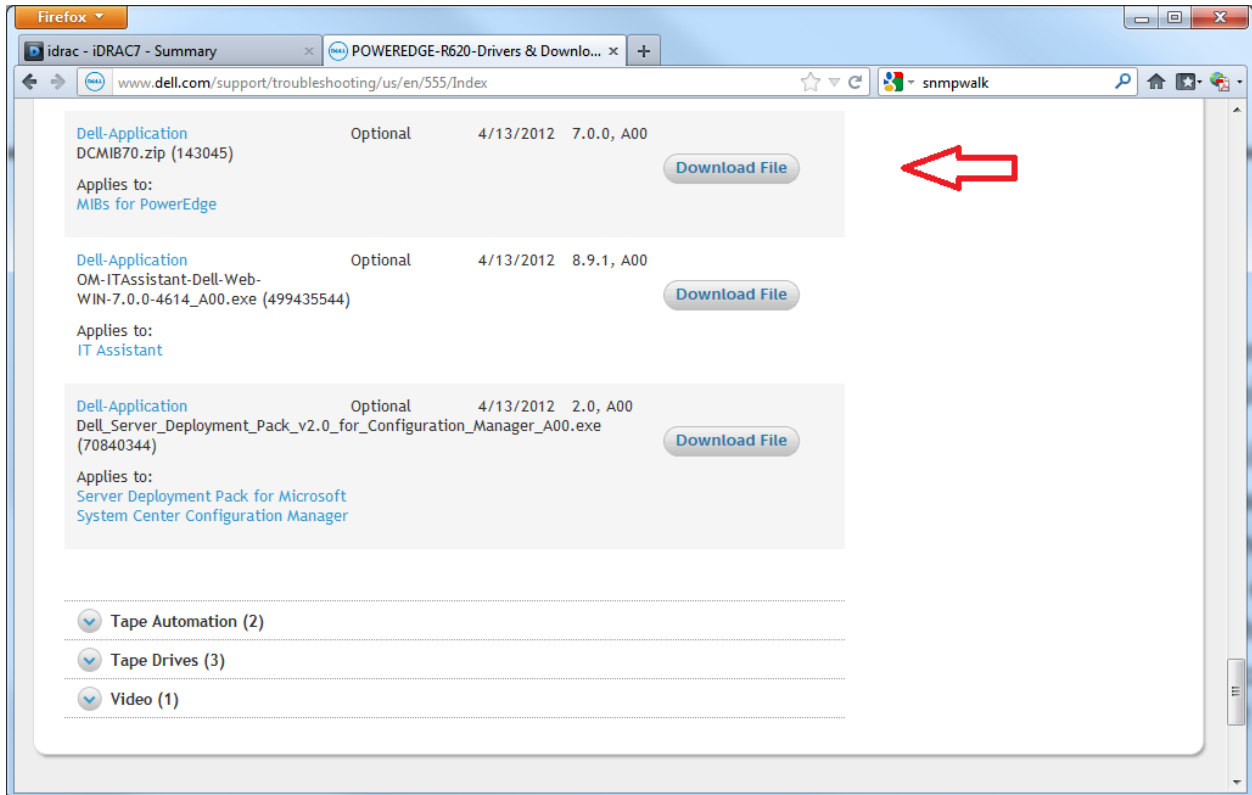 Firefox
idrac - iDRAC7 - Summary
POWEREDGE-R620-Drivers & Downlo...
www.dell.com/support/troubleshooting/us/en/555/Index
snmpwalk
Dell-Application Optional 4/13/2012 7.0.0, A00
DCMIB70.zip (143045)
Download File
Applies to:
MIBs for PowerEdge
Dell-Application Optional 4/13/2012 8.9.1, A00
OM-ITAssistant-Dell-Web-
WIN-7.0.0-4614_A00.exe (499435544)
Download File
Applies to:
IT Assistant
Dell-Application Optional 4/13/2012 2.0, A00
Dell_Server_Deployment_Pack_v2.0_for_Configuration_Manager_A00.exe
(70840344)
Download File
Applies to:
Server Deployment Pack for Microsoft
System Center Configuration Manager
Tape Automation (2)
Tape Drives (3)
Video (1)